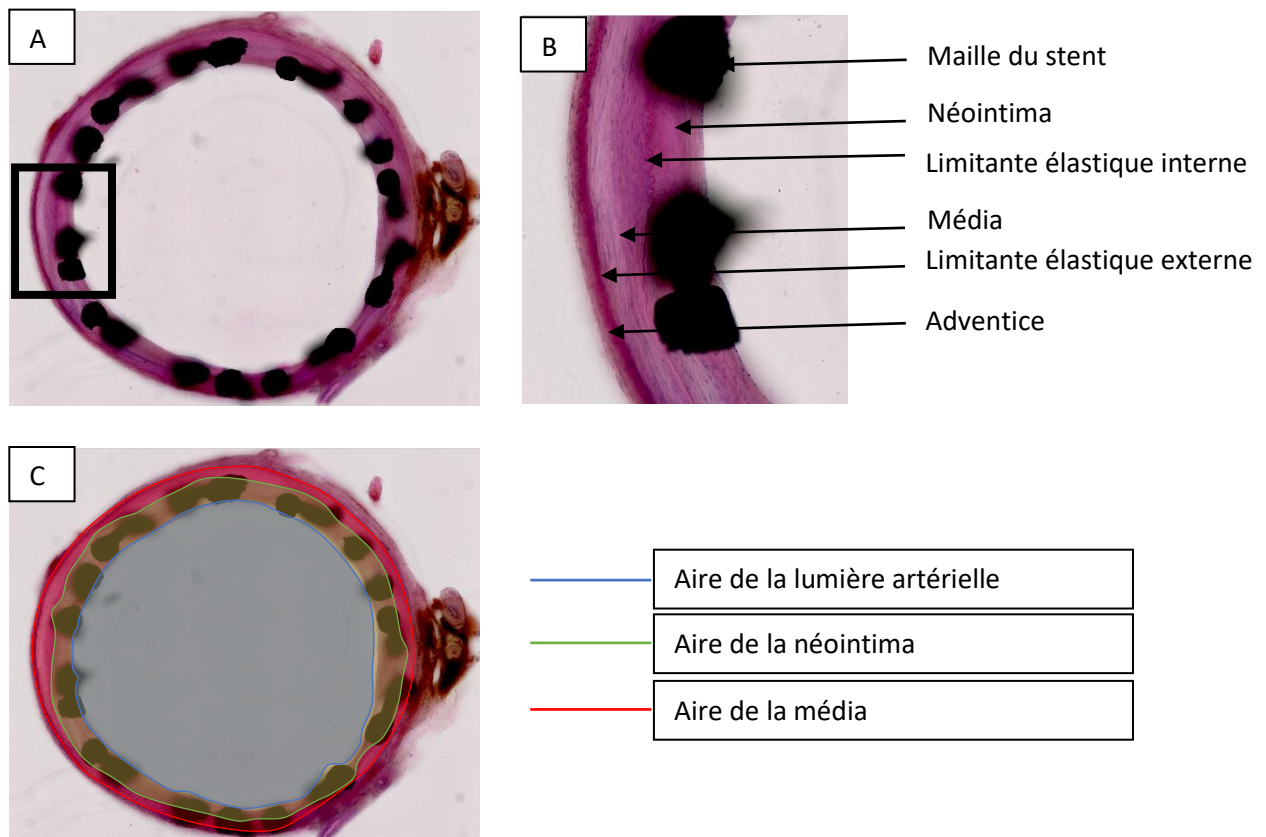 A
B
Maille du stent
Néointima
Limitante élastique interne
Média
Limitante élastique externe
Adventice
C
Aire de la lumière artérielle
Aire de la néointima
Aire de la média